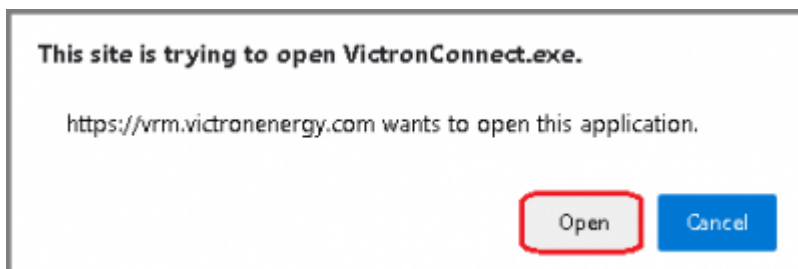 This site is trying to open VictronConnect.exe.
https://vrm.victronenergy.com wants to open this application.
Open Cancel